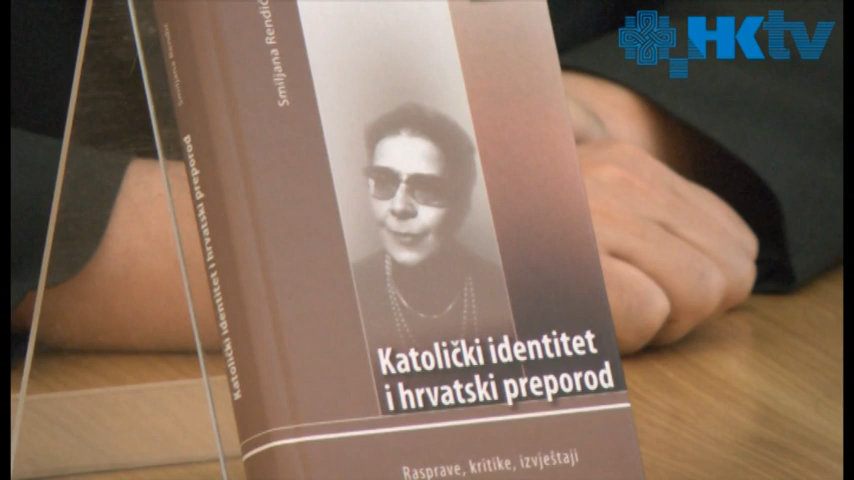 HKtv
Smiljana Rendić
Katolički identitet i hrvatski preporod
Katolički identitet
i hrvatski preporod
Rasprave, kritike, izvještaji